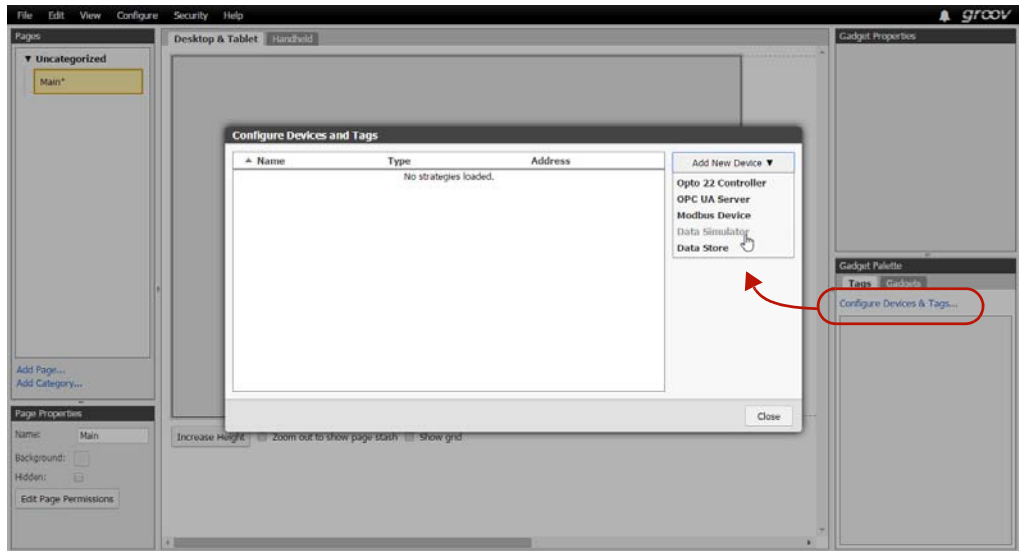 File Edit View Configure Security Help
groov
Pages
▼ Uncategorized
Main*
Add Page...
Add Category...
Page Properties
Name: Main
Background:
Hidden:
Edit Page Permissions
Desktop & Tablet Handheld
Configure Devices and Tags
Name Type Address
No strategies loaded.
Add New Device ▼
Opto 22 Controller
OPC UA Server
Modbus Device
Data Simulator
Data Store
Close
Increase Height Zoom out to show page stash Show grid
Gadget Properties
Gadget Palette
Tags Gadgets
Configure Devices & Tags...